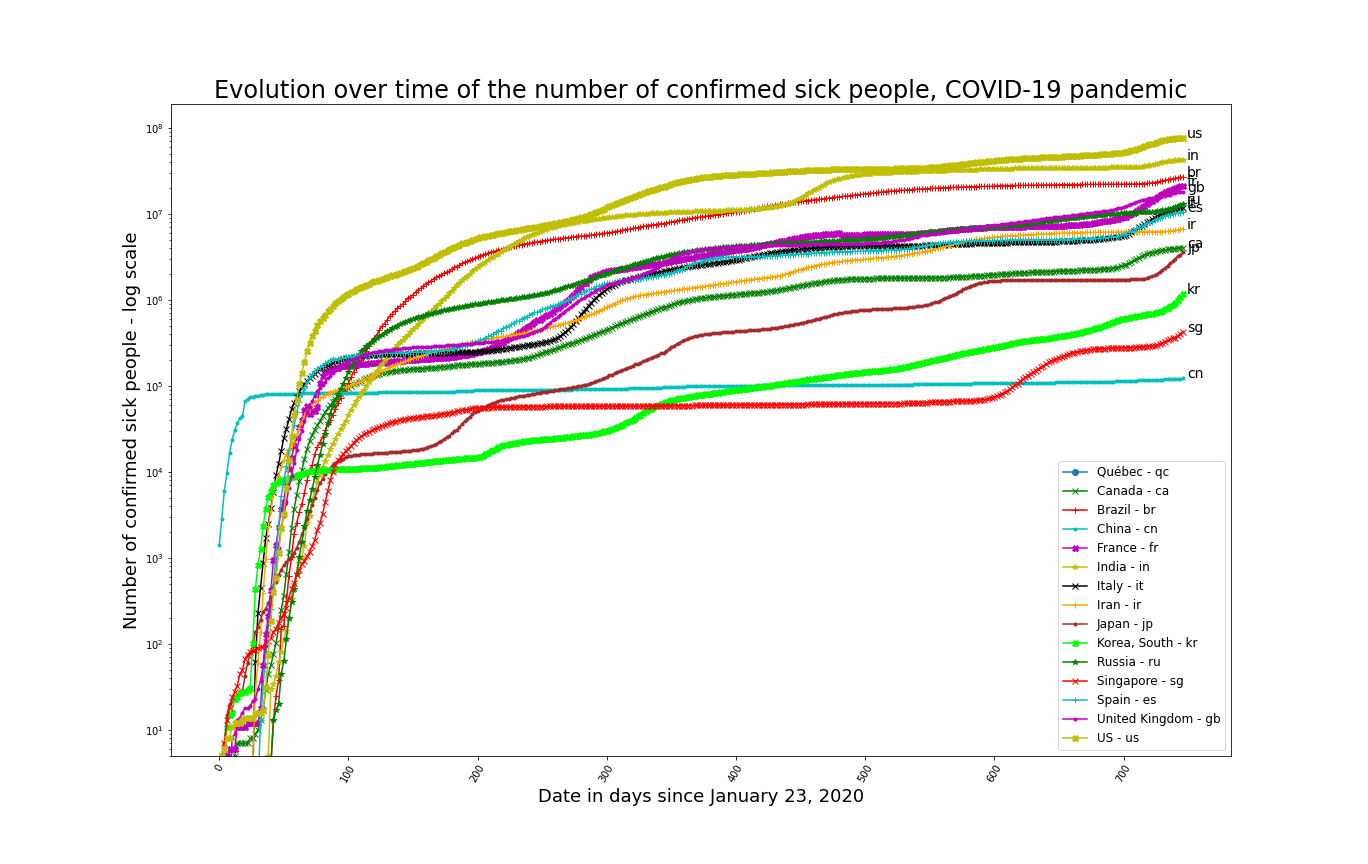 Evolution over time of the number of confirmed sick people, COVID-19 pandemic
Number of confirmed sick people - log scale
10⁸
10⁷
10⁶
10⁵
10⁴
10³
10²
10¹
us
in
br
gb
es
ir
ca
jp
kr
sg
cn
Québec - qc
Canada - ca
Brazil - br
China - cn
France - fr
India - in
Italy - it
Iran - ir
Japan - jp
Korea, South - kr
Russia - ru
Singapore - sg
Spain - es
United Kingdom - gb
US - us
0 100 200 300 400 500 600 700
Date in days since January 23, 2020